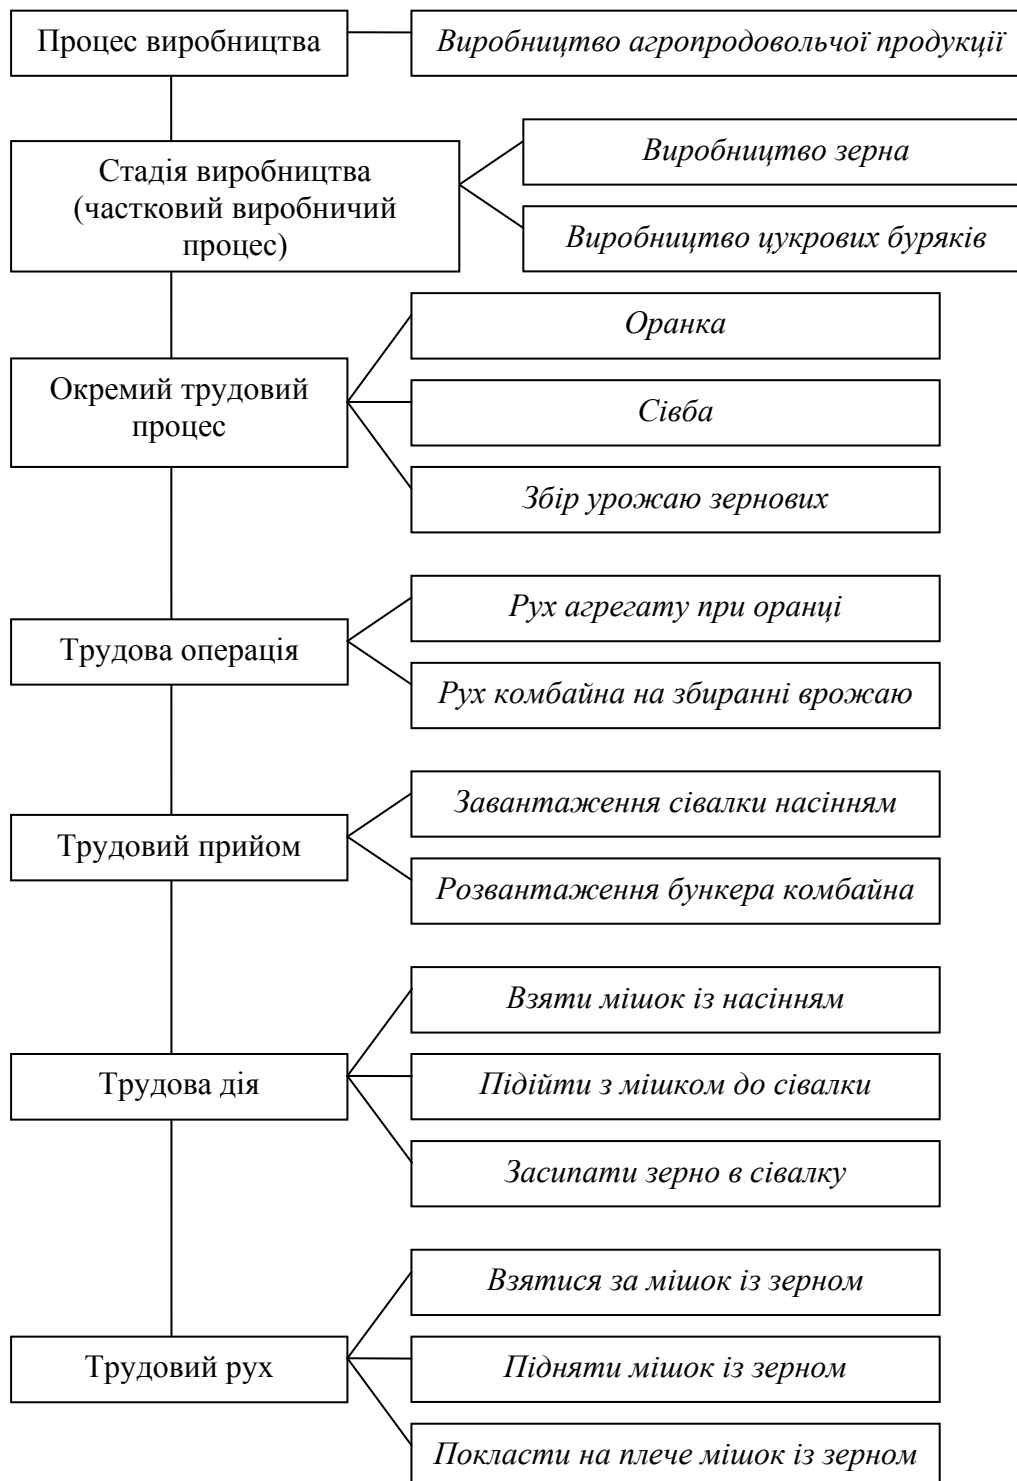 Процес виробництва
Виробництво агропродовольчої продукції
Стадія виробництва
(частковий виробничий
процес)
Виробництво зерна
Виробництво цукрових буряків
Окремий трудовий
процес
Оранка
Сівба
Збір урожаю зернових
Трудова операція
Рух агрегату при оранці
Рух комбайна на збиранні врожаю
Трудовий прийом
Завантаження сівалки насінням
Розвантаження бункера комбайна
Трудова дія
Взяти мішок із насінням
Підійти з мішком до сівалки
Засипати зерно в сівалку
Трудовий рух
Взятися за мішок із зерном
Підняти мішок із зерном
Покласти на плече мішок із зерном